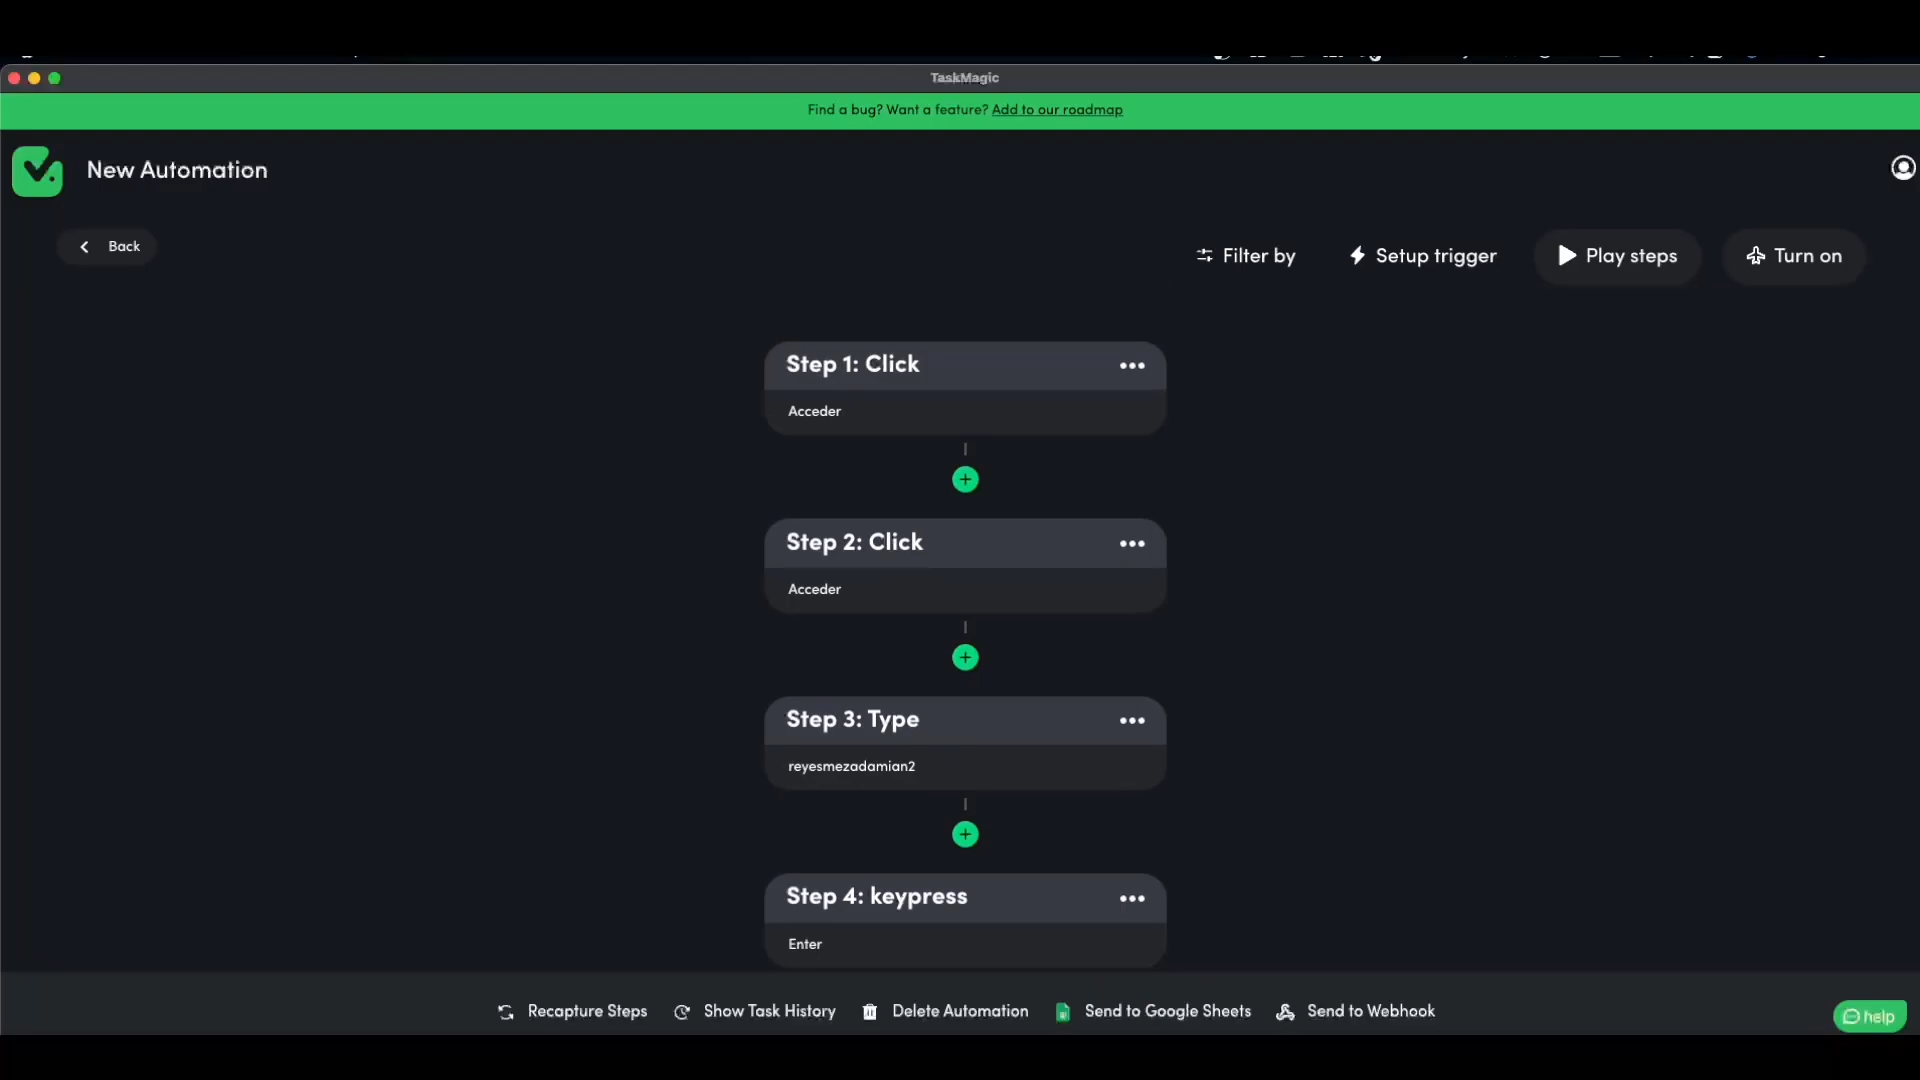 TaskMagic
Find a bug? Want a feature? Add to our roadmap
New Automation
Back
Filter by
Setup trigger
Play steps
Turn on
Step 1: Click
Acceder
Step 2: Click
Acceder
Step 3: Type
reyesmezadamian2
Step 4: keypress
Enter
Recapture Steps
Show Task History
Delete Automation
Send to Google Sheets
Send to Webhook
help